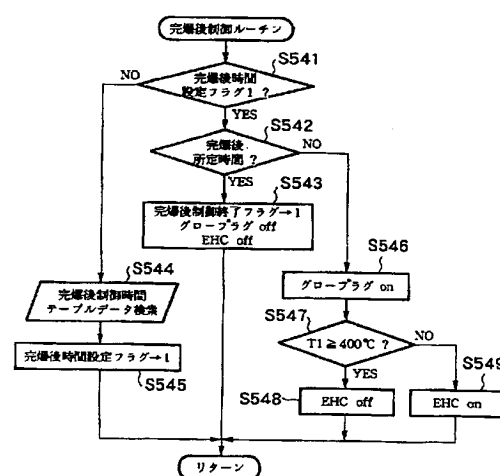 完爆後制御ルーチン
S541
NO
完爆後時間
設定フラグ1 ?
YES
S542
完爆後
所定時間 ?
NO
YES
S543
完爆後制御終了フラグ→1
グロープラグ off
EHC off
S544
完爆後制御時間
テーブルデータ検索
完爆後時間設定フラグ→1
S545
S546
グロープラグ on
S547
T1≧400℃ ?
NO
YES
S548
EHC off
S549
EHC on
リターン